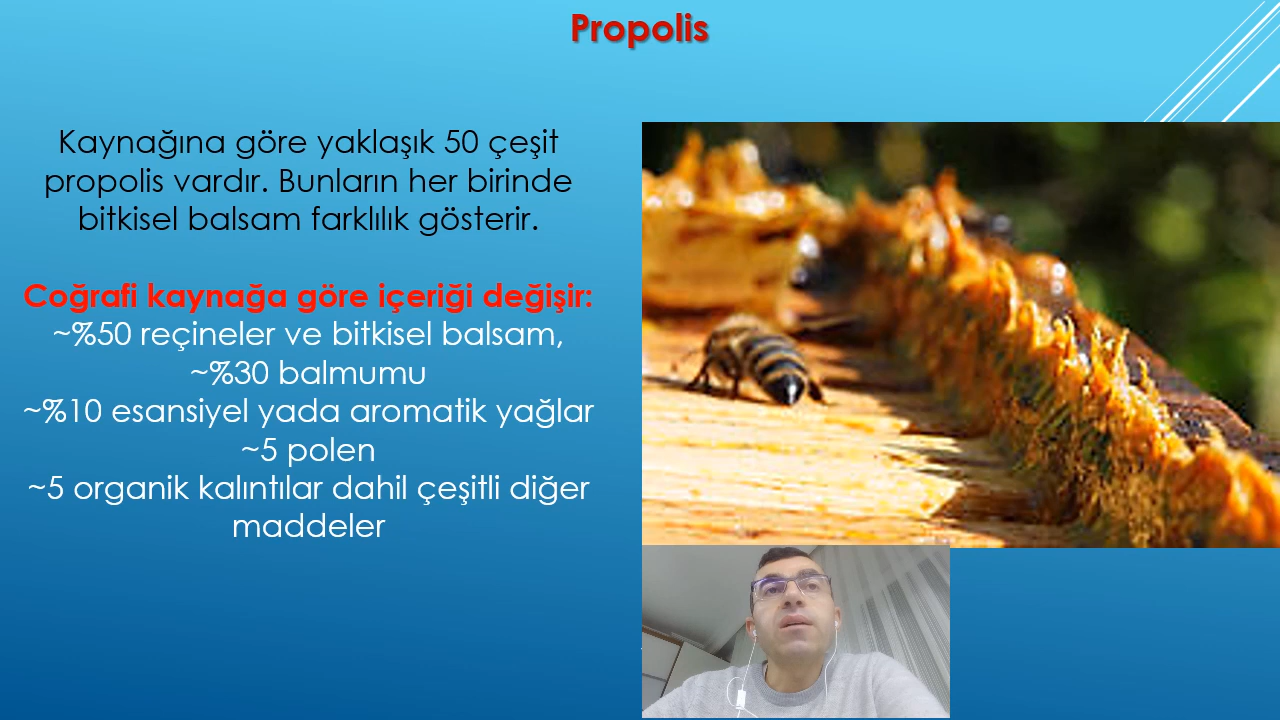 Propolis
Kaynağına göre yaklaşık 50 çeşit
propolis vardır. Bunların her birinde
bitkisel balsam farklılık gösterir.
Coğrafi kaynağa göre içeriği değişir:
~%50 reçineler ve bitkisel balsam,
~%30 balmumu
~%10 esansiyel yada aromatik yağlar
~5 polen
~5 organik kalıntılar dahil çeşitli diğer
maddeler